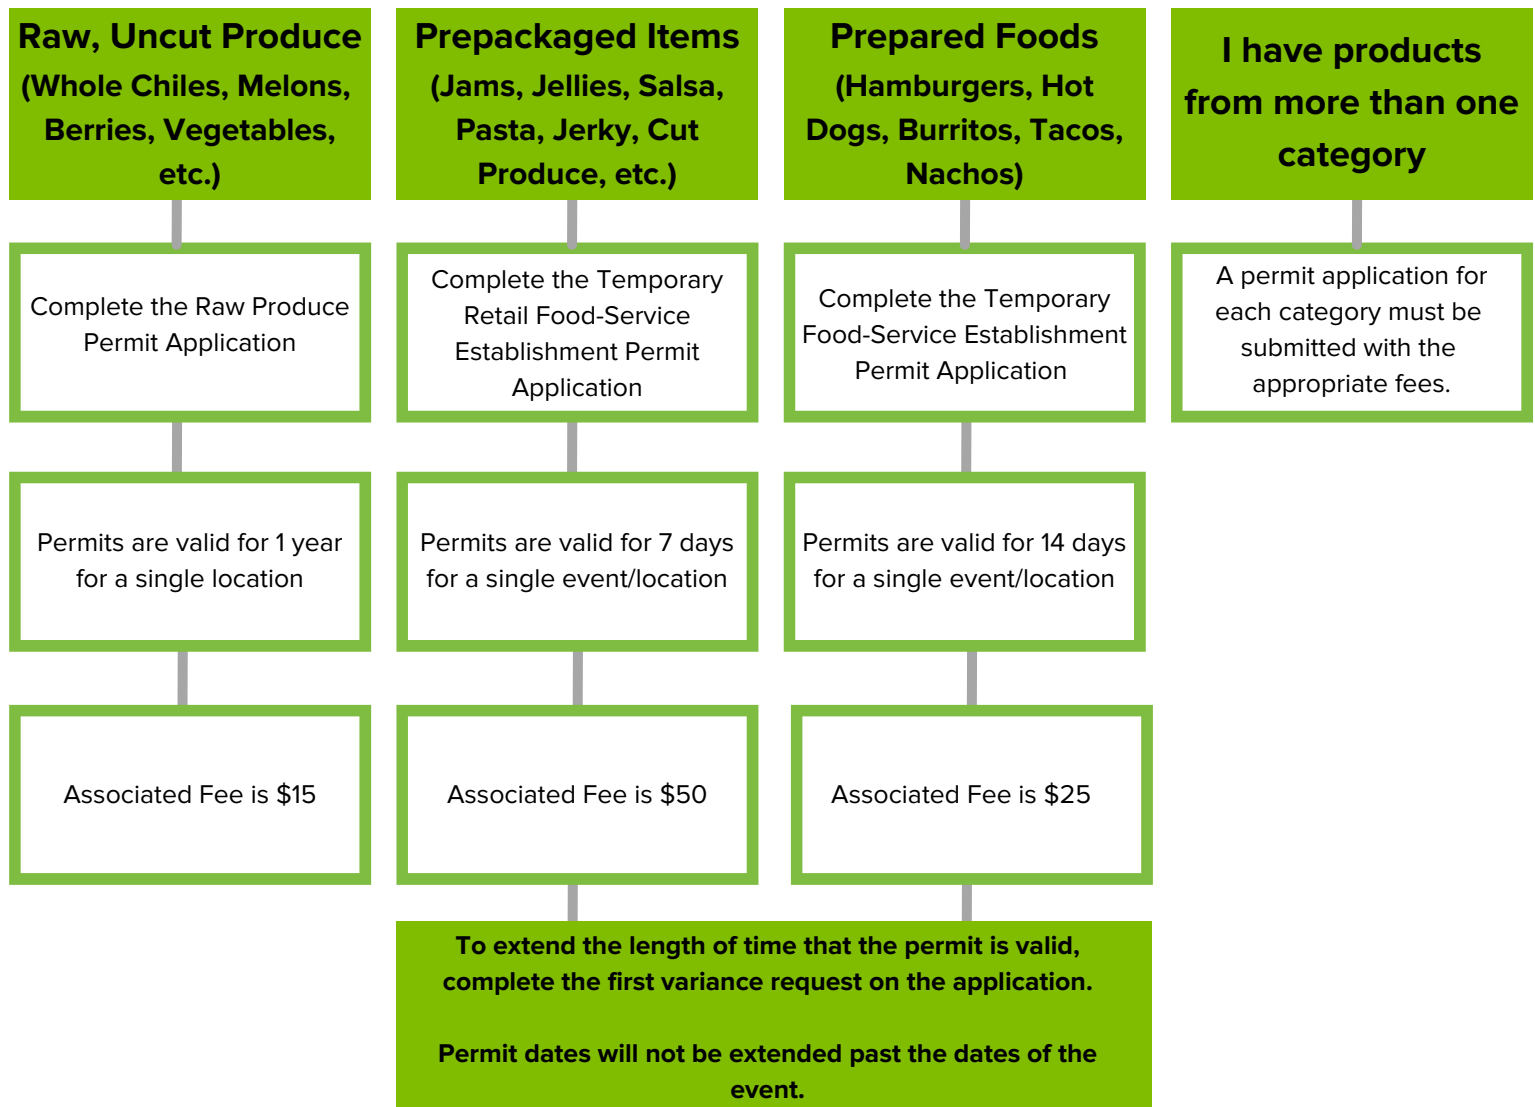 Raw, Uncut Produce
(Whole Chiles, Melons,
Berries, Vegetables,
etc.)
Complete the Raw Produce
Permit Application
Permits are valid for 1 year
for a single location
Associated Fee is $15
Prepackaged Items
(Jams, Jellies, Salsa,
Pasta, Jerky, Cut
Produce, etc.)
Complete the Temporary
Retail Food-Service
Establishment Permit
Application
Permits are valid for 7 days
for a single event/location
Associated Fee is $50
Prepared Foods
(Hamburgers, Hot
Dogs, Burritos, Tacos,
Nachos)
Complete the Temporary
Food-Service Establishment
Permit Application
Permits are valid for 14 days
for a single event/location
Associated Fee is $25
To extend the length of time that the permit is valid,
complete the first variance request on the application.
Permit dates will not be extended past the dates of the
event.
I have products
from more than one
category
A permit application for
each category must be
submitted with the
appropriate fees.